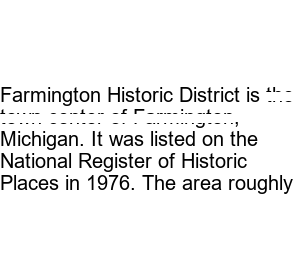 Farmington Historic District is the
town center of Farmington,
Michigan. It was listed on the
National Register of Historic
Places in 1976. The area roughly